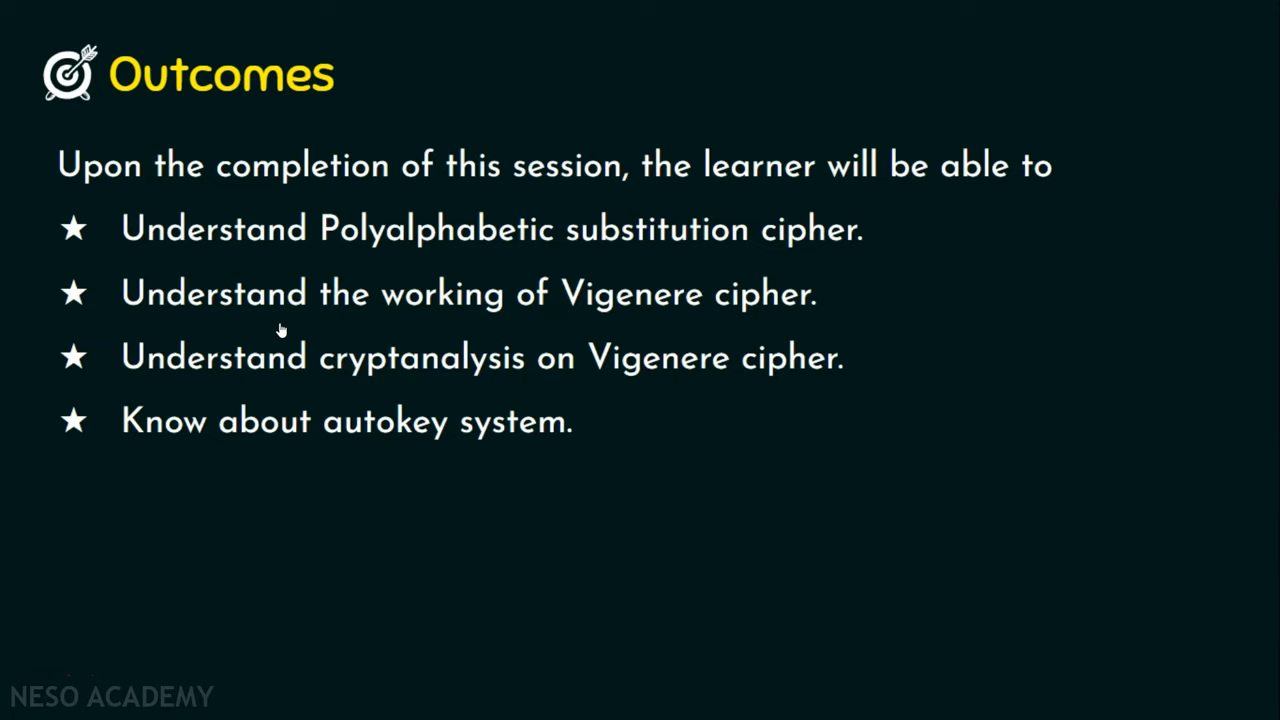 Outcomes
Upon the completion of this session, the learner will be able to
★ Understand Polyalphabetic substitution cipher.
★ Understand the working of Vigenere cipher.
★ Understand cryptanalysis on Vigenere cipher.
★ Know about autokey system.
NESO ACADEMY